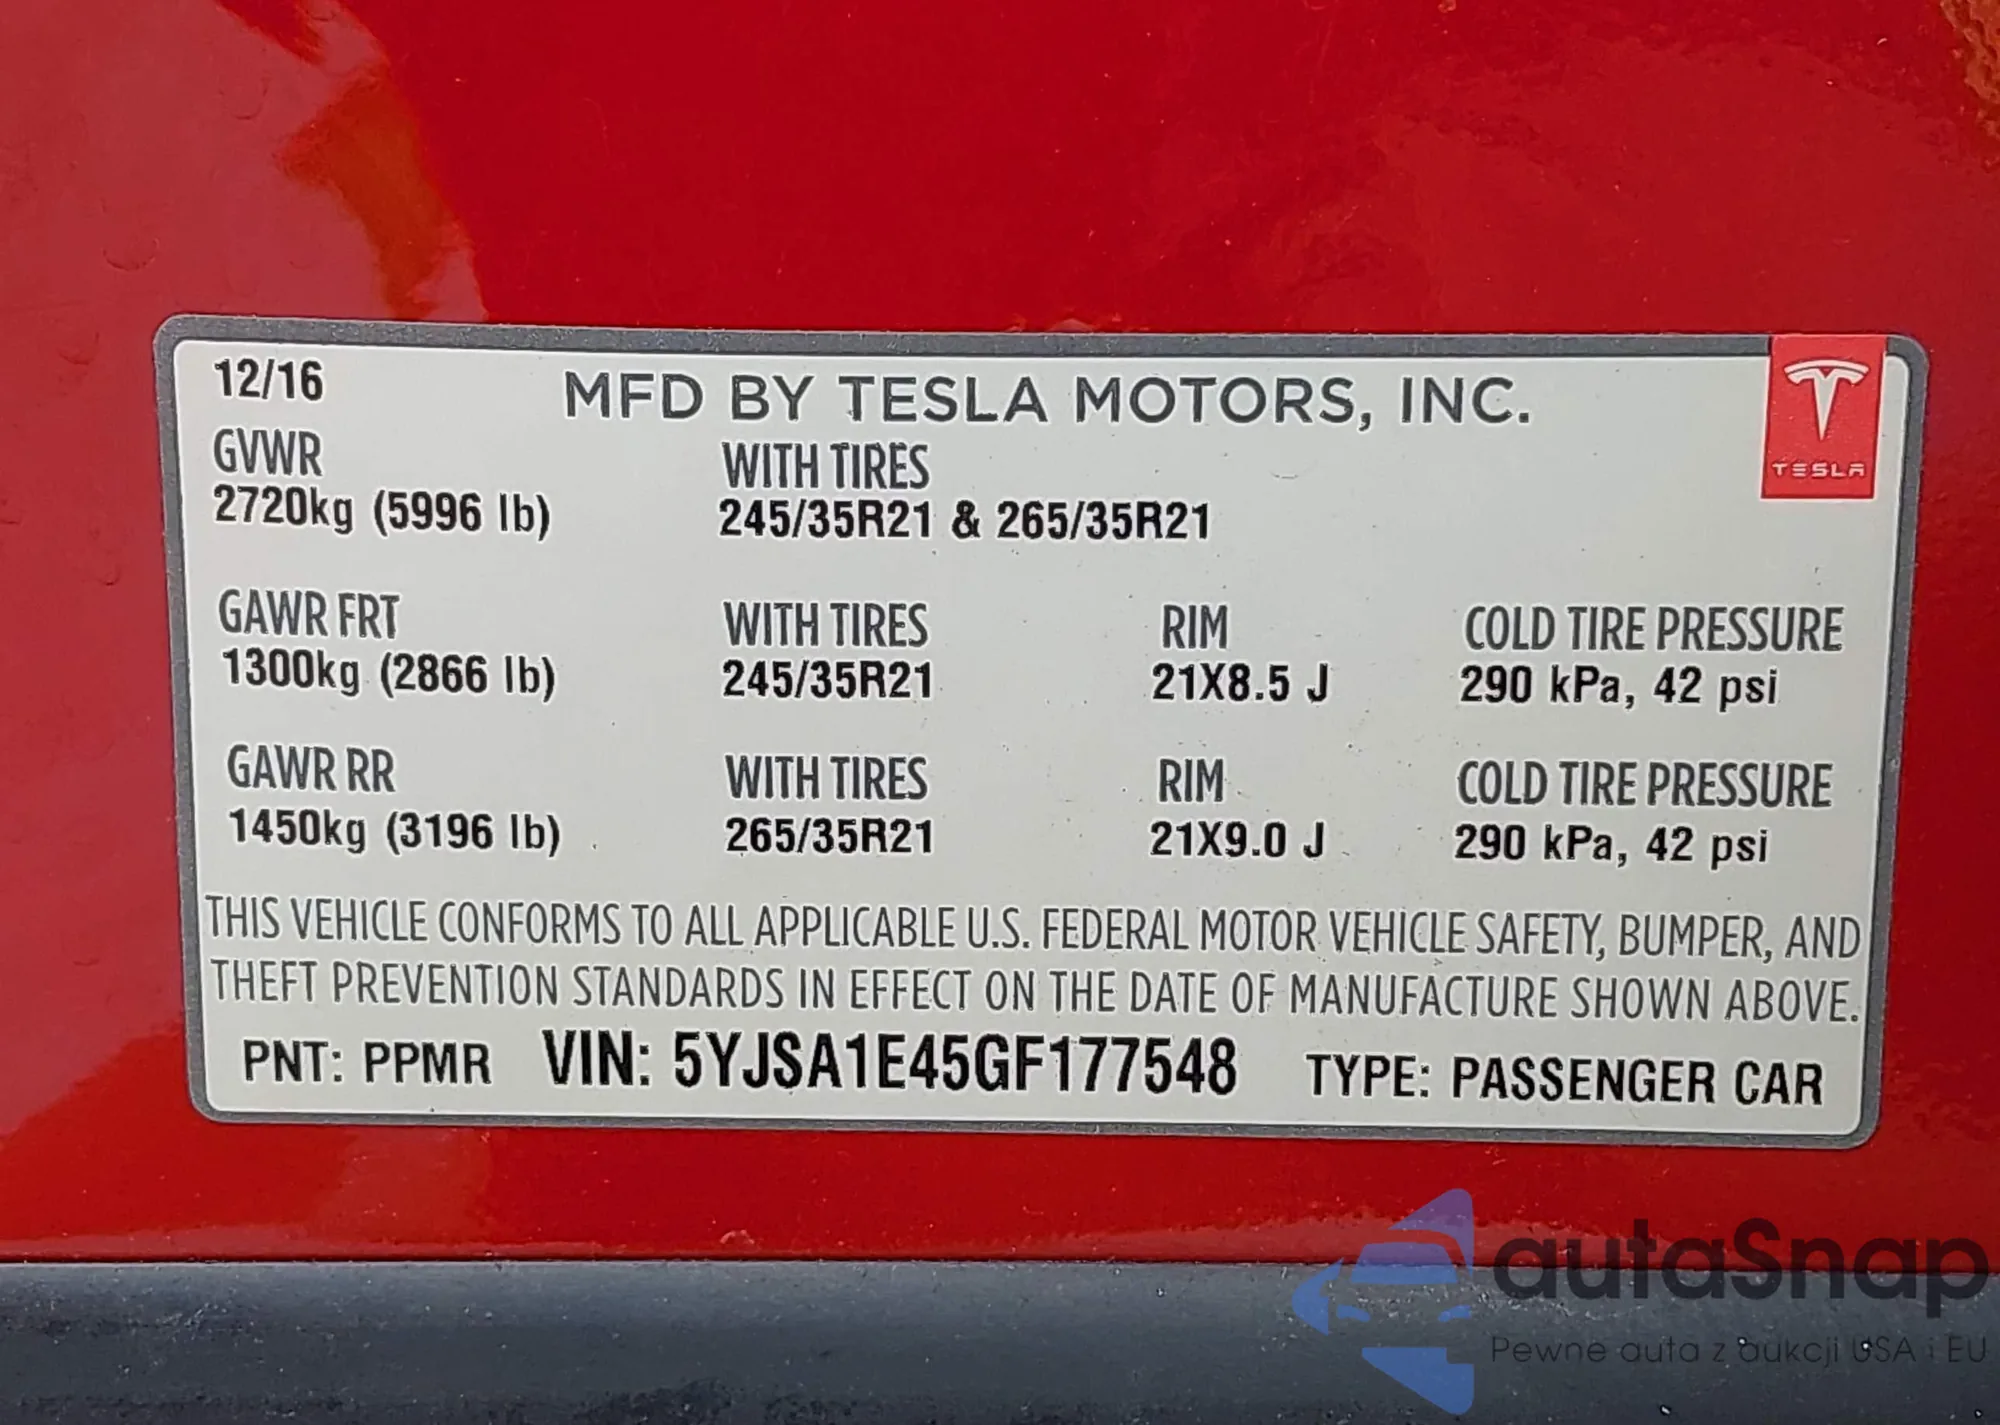 12/16 MFD BY TESLA MOTORS, INC.
TESLA
GVWR WITH TIRES
2720kg (5996 lb) 245/35R21 & 265/35R21
GAWR FRT WITH TIRES RIM COLD TIRE PRESSURE
1300kg (2866 lb) 245/35R21 21X8.5 J 290 kPa, 42 psi
GAWR RR WITH TIRES RIM COLD TIRE PRESSURE
1450kg (3196 lb) 265/35R21 21X9.0 J 290 kPa, 42 psi
THIS VEHICLE CONFORMS TO ALL APPLICABLE U.S. FEDERAL MOTOR VEHICLE SAFETY, BUMPER, AND
THEFT PREVENTION STANDARDS IN EFFECT ON THE DATE OF MANUFACTURE SHOWN ABOVE.
PNT: PPMR VIN: 5YJSA1E45GF177548 TYPE: PASSENGER CAR
autaSnap
Pewne auta z aukcji USA i EU